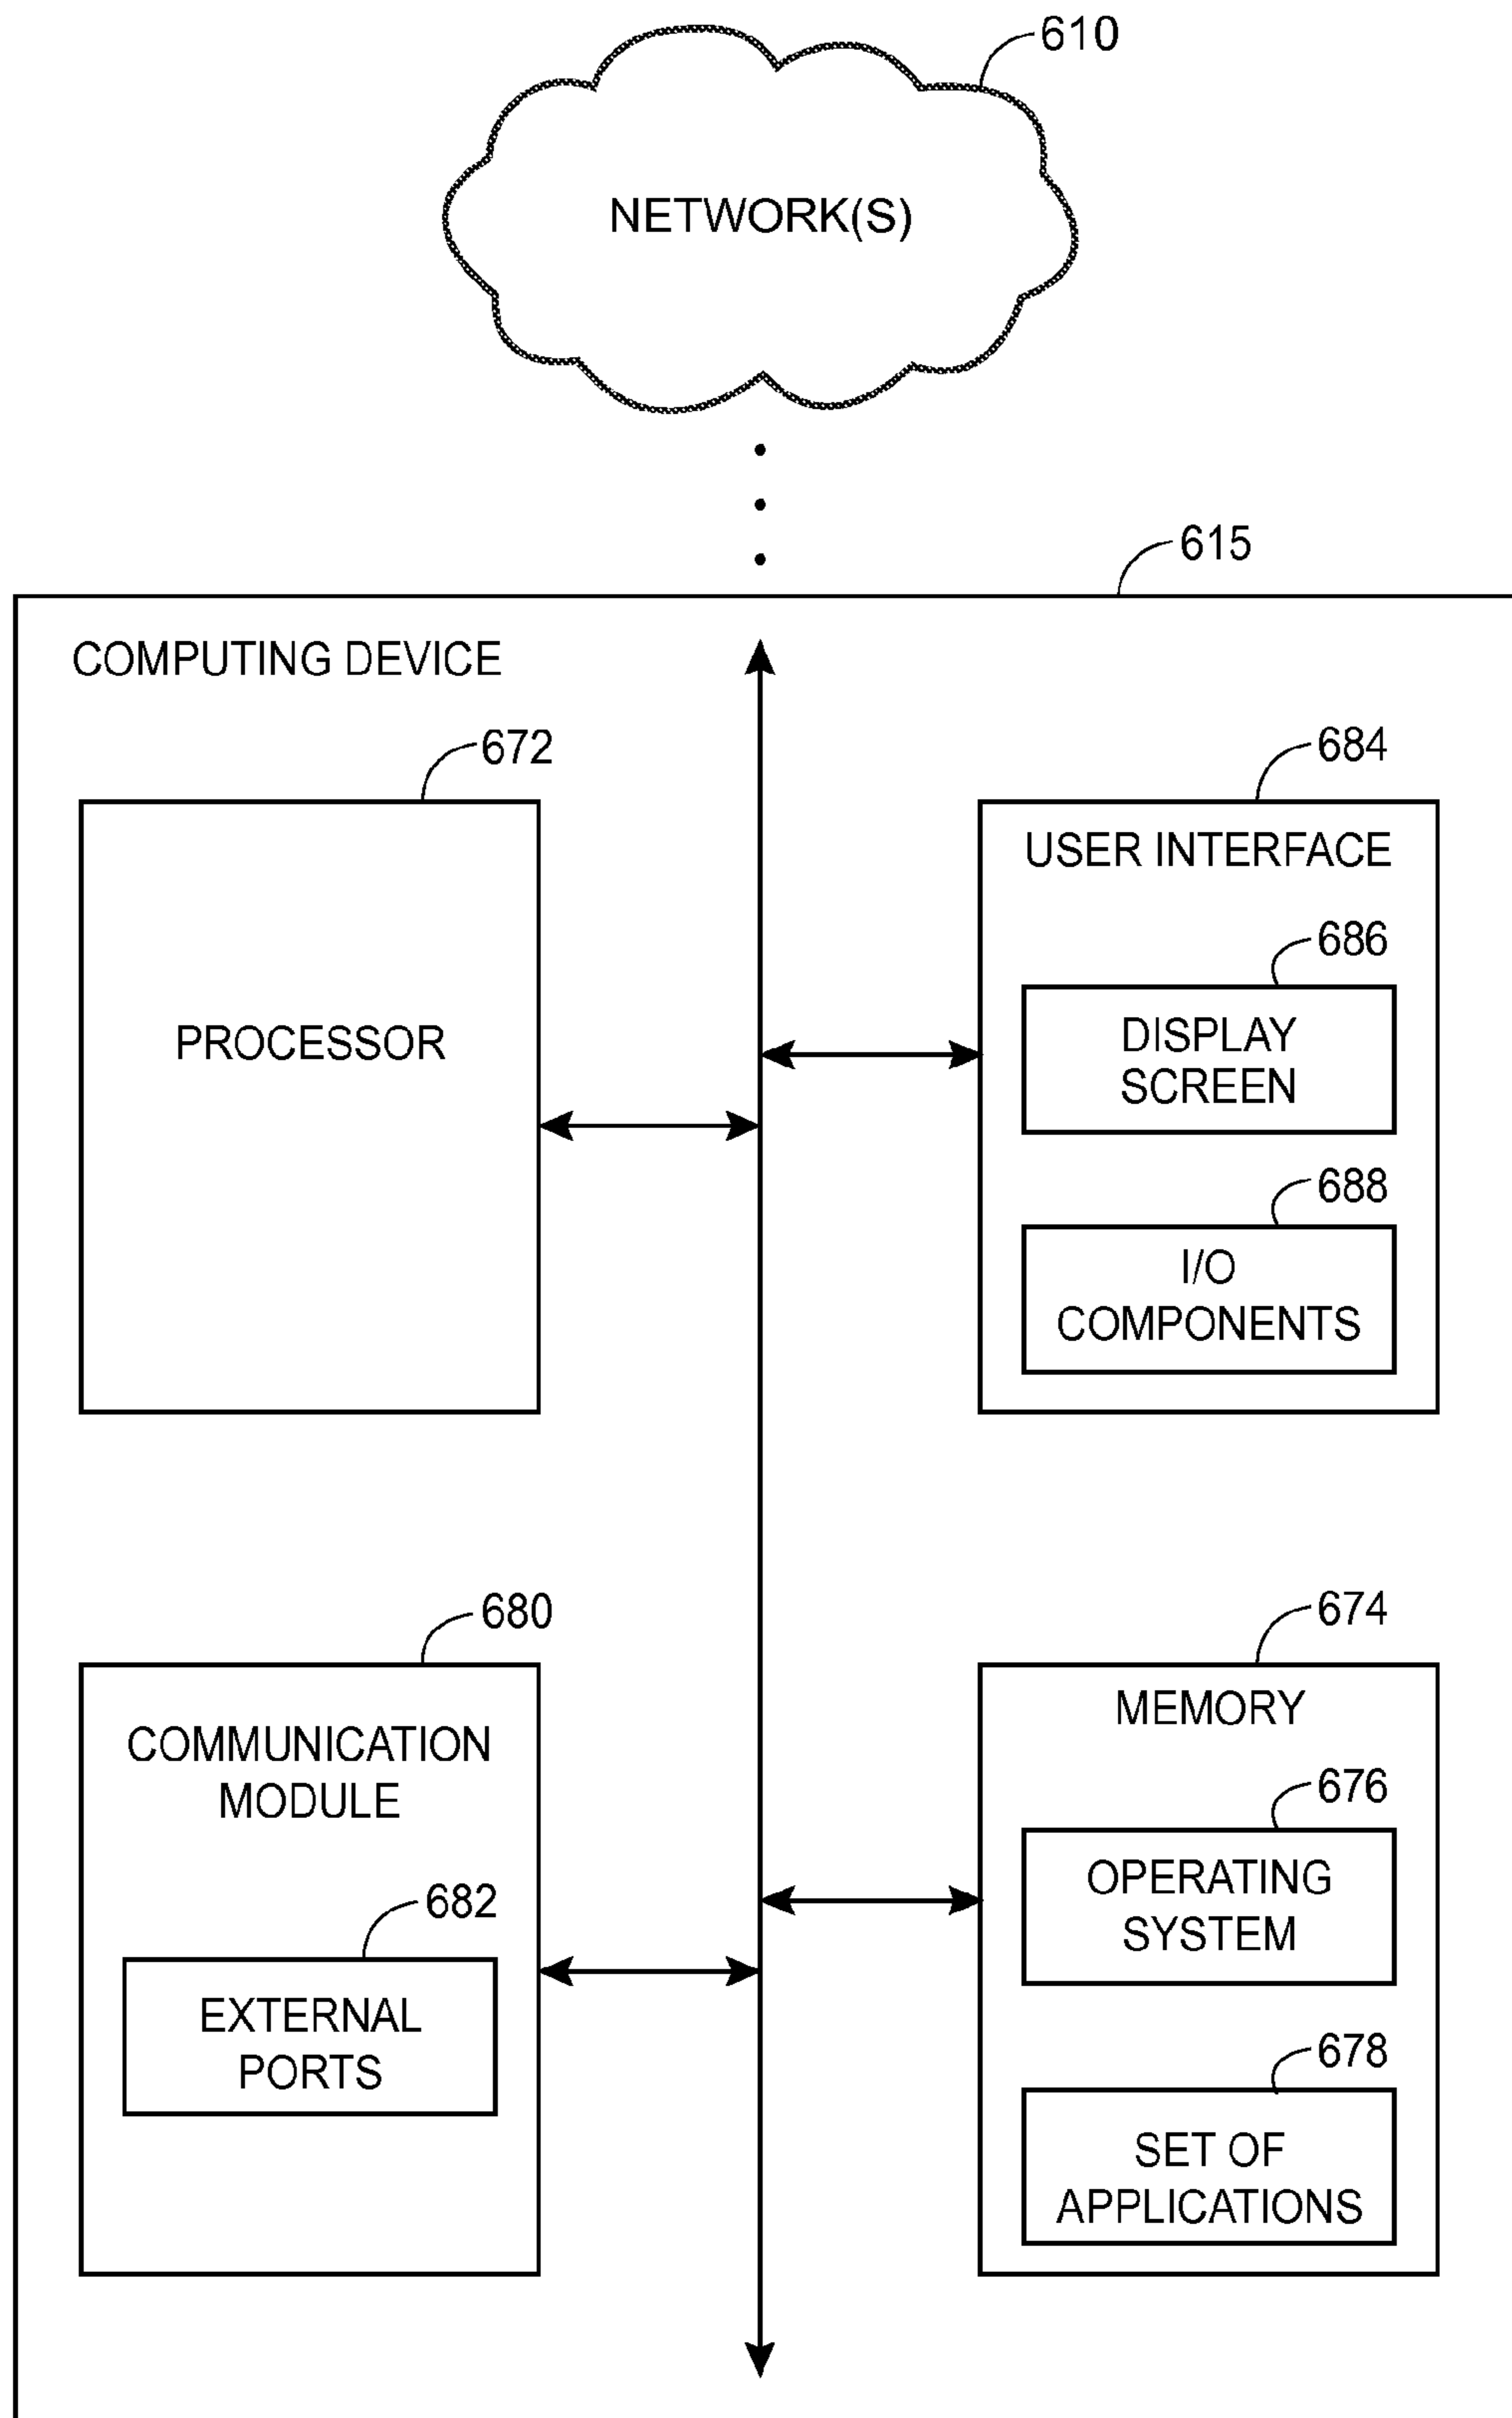 610
NETWORK(S)
615
COMPUTING DEVICE
672
PROCESSOR
684
USER INTERFACE
686
DISPLAY
SCREEN
688
I/O
COMPONENTS
680
COMMUNICATION
MODULE
682
EXTERNAL
PORTS
674
MEMORY
676
OPERATING
SYSTEM
678
SET OF
APPLICATIONS